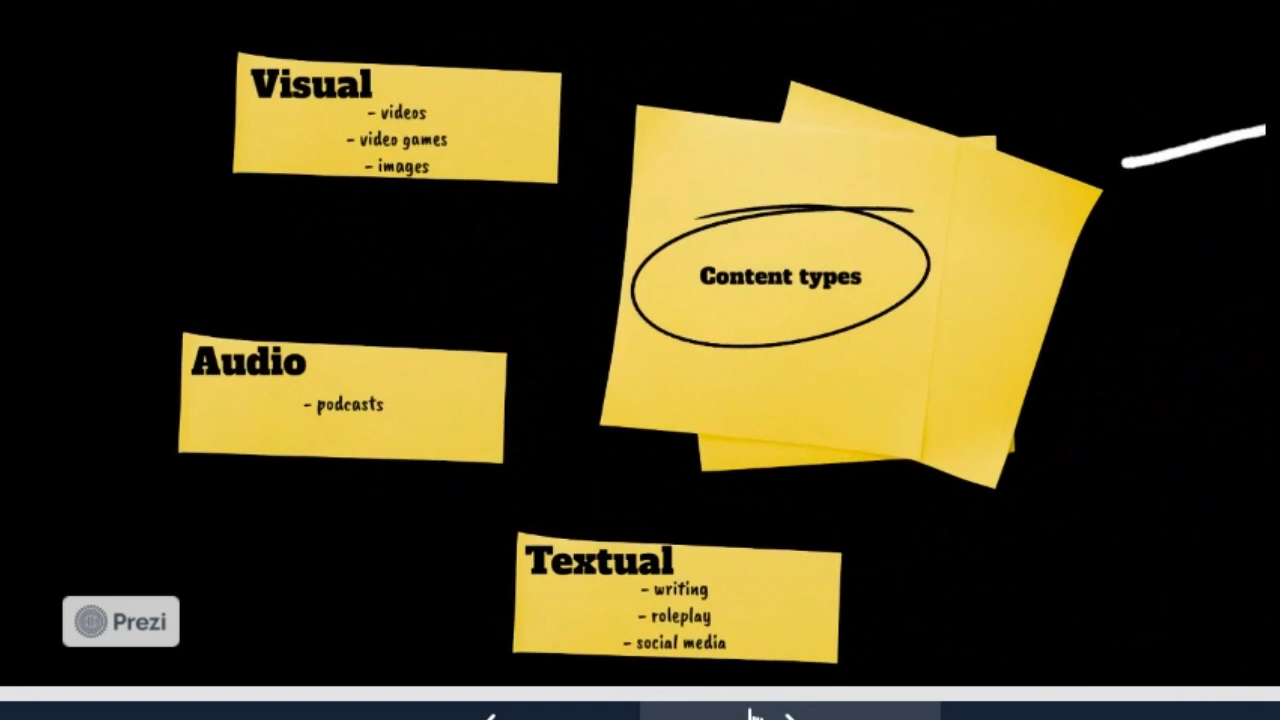 Visual
- videos
- video games
- images
Content types
Audio
- podcasts
Textual
- writing
- roleplay
- social media
Prezi